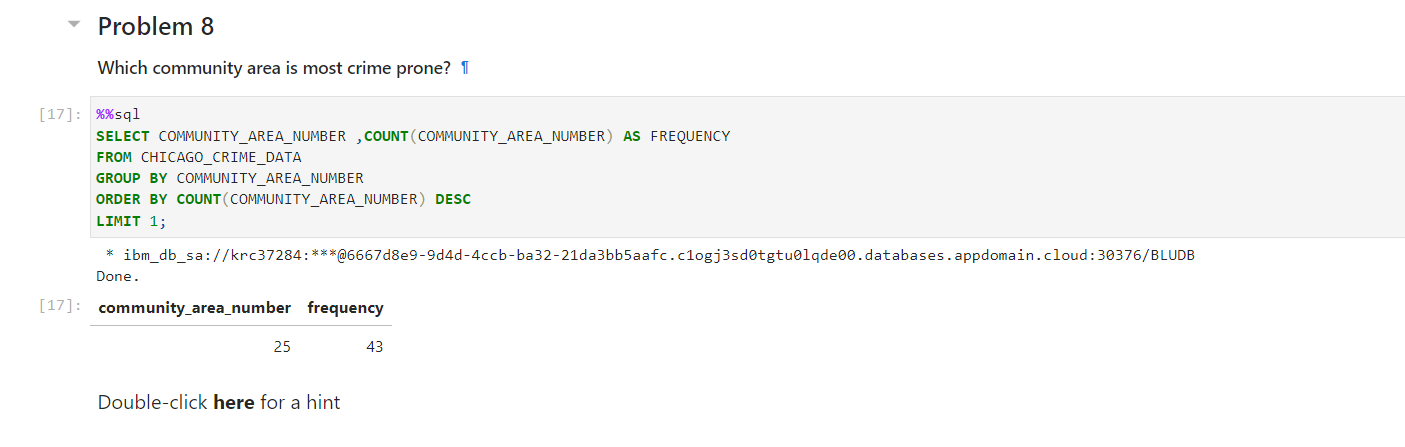 Problem 8
Which community area is most crime prone? ¶
[17]: %%sql
SELECT COMMUNITY_AREA_NUMBER ,COUNT(COMMUNITY_AREA_NUMBER) AS FREQUENCY
FROM CHICAGO_CRIME_DATA
GROUP BY COMMUNITY_AREA_NUMBER
ORDER BY COUNT(COMMUNITY_AREA_NUMBER) DESC
LIMIT 1;
* ibm_db_sa://krc37284:***@6667d8e9-9d4d-4ccb-ba32-21da3bb5aafc.c1ogj3sd0tgtu0lqde00.databases.appdomain.cloud:30376/BLUDB
Done.
[17]: community_area_number frequency
25 43
Double-click here for a hint